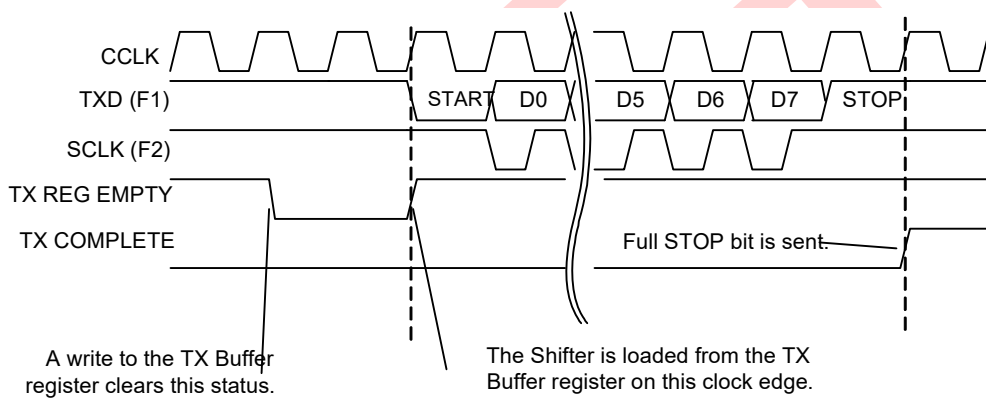 CCLK
TXD (F1)
START D0 D5 D6 D7 STOP
SCLK (F2)
TX REG EMPTY
TX COMPLETE
Full STOP bit is sent.
A write to the TX Buffer
register clears this status.
The Shifter is loaded from the TX
Buffer register on this clock edge.